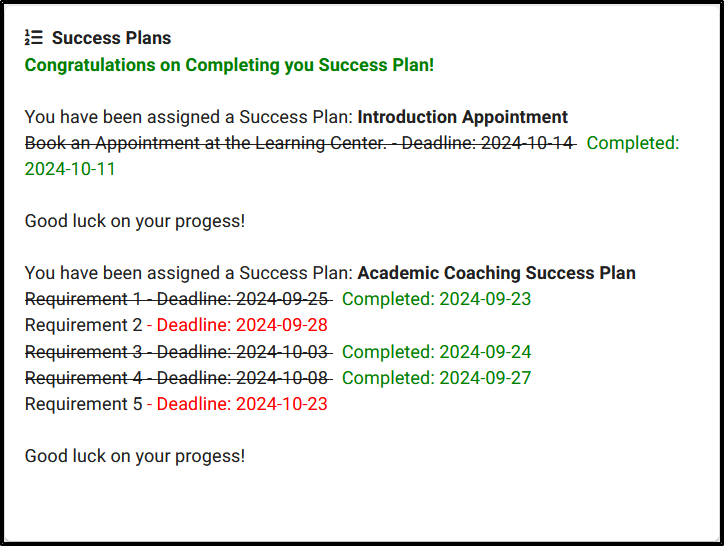 Success Plans
Congratulations on Completing you Success Plan!
You have been assigned a Success Plan: Introduction Appointment
Book an Appointment at the Learning Center. - Deadline: 2024-10-14 Completed:
2024-10-11
Good luck on your progess!
You have been assigned a Success Plan: Academic Coaching Success Plan
Requirement 1 - Deadline: 2024-09-25 Completed: 2024-09-23
Requirement 2 - Deadline: 2024-09-28
Requirement 3 - Deadline: 2024-10-03 Completed: 2024-09-24
Requirement 4 - Deadline: 2024-10-08 Completed: 2024-09-27
Requirement 5 - Deadline: 2024-10-23
Good luck on your progess!